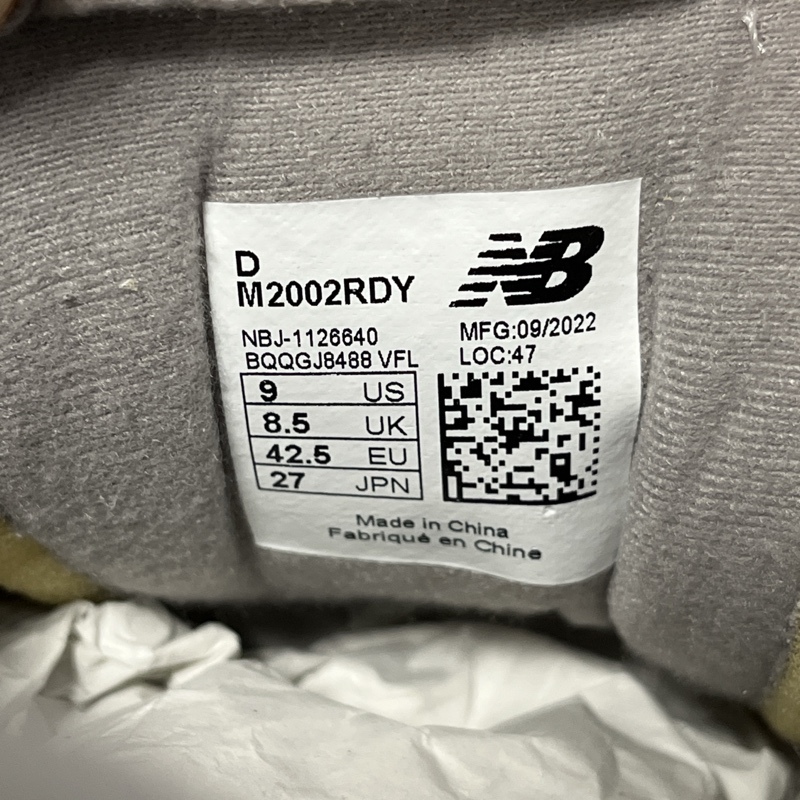 D
M2002RDY
NB
NBJ-1126640
BQQGJ8488 VFL
MFG:09/2022
LOC:47
9 US
8.5 UK
42.5 EU
27 JPN
Made in China
Fabriqué en Chine